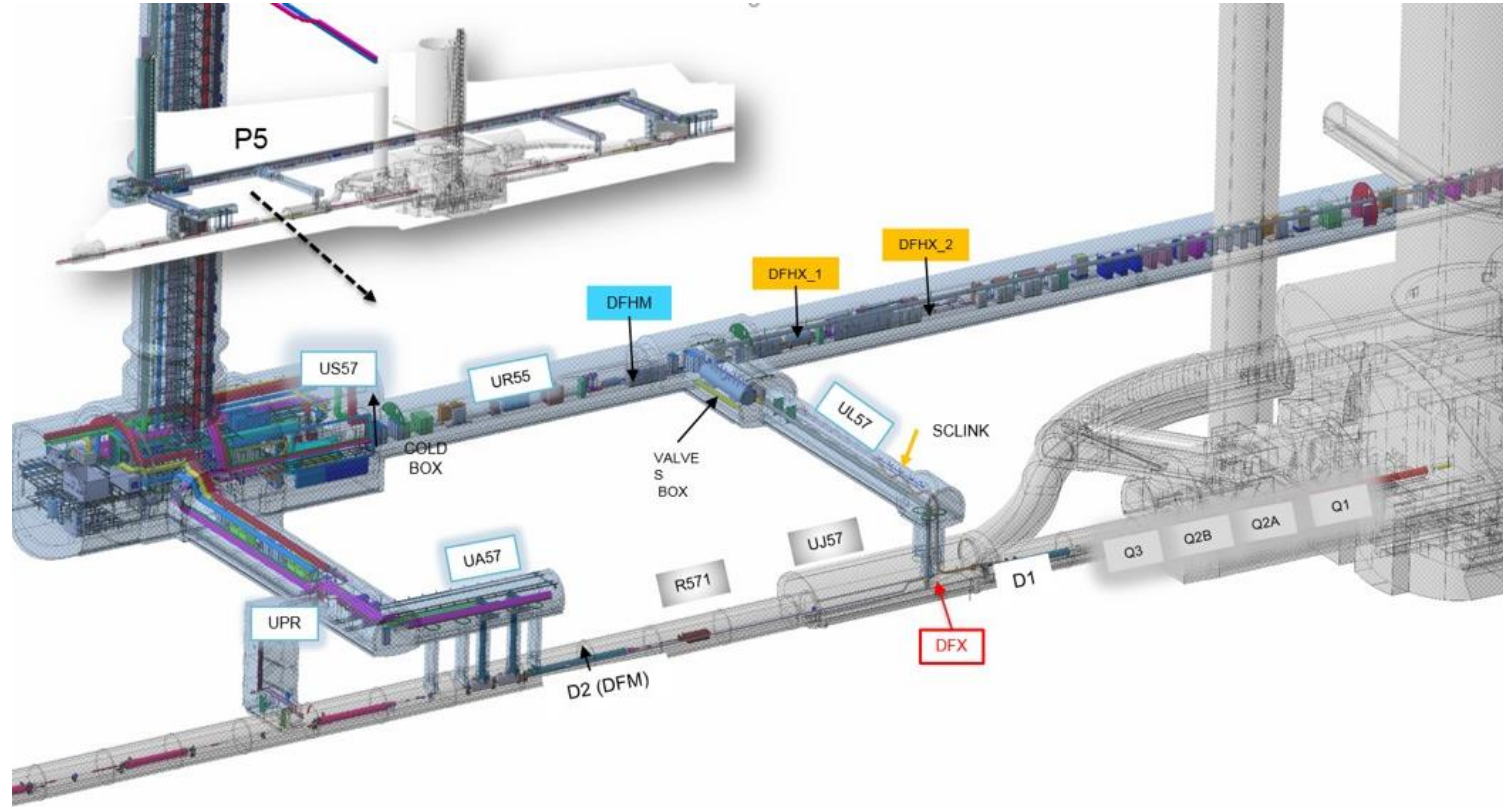 P5
DFHX_2
DFHX_1
DFHM
US57
UR55
COLD
BOX
VALVE
S
BOX
UL57
SCLINK
Q1
Q2A
Q2B
Q3
UJ57
UA57
R571
D1
UPR
DFX
D2 (DFM)